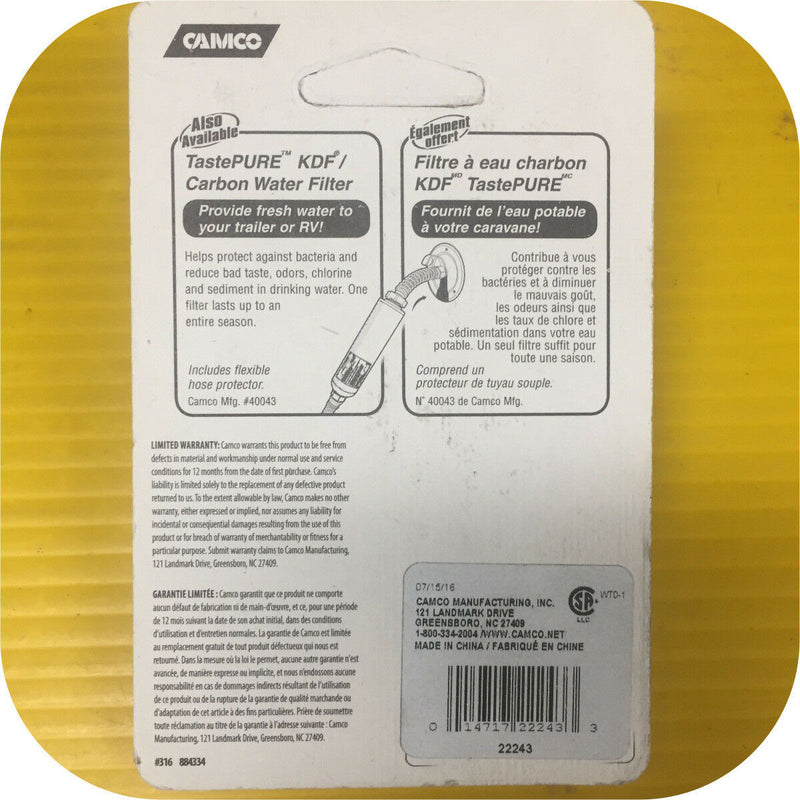 CAMCO
Also
Available
TastePURE™ KDF®/
Carbon Water Filter
Provide fresh water to
your trailer or RV!
Helps protect against bacteria and
reduce bad taste, odors, chlorine
and sediment in drinking water. One
filter lasts up to an
entire season.
Includes flexible
hose protector.
Camco Mfg. #40043
Également
offert
Filtre à eau charbon
KDF MD TastePURE MC
Fournit de l'eau potable
à votre caravane!
Contribue à vous
protéger contre les
bactéries et à diminuer
le mauvais goût,
les odeurs ainsi que
les taux de chlore et
sédimentation dans votre eau
potable. Un seul filtre suffit pour
toute une saison.
Comprend un
protecteur de tuyau souple.
N° 40043 de Camco Mfg.
LIMITED WARRANTY: Camco warrants this product to be free from
defects in material and workmanship under normal use and service
conditions for 12 months from the date of first purchase. Camco's
liability is limited solely to the replacement of any defective product
returned to us. To the extent allowable by law, Camco makes no other
warranty, either expressed or implied, nor assumes any liability for
incidental or consequential damages resulting from the use of this
product or for breach of warranty of merchantability or fitness for a
particular purpose. Submit warranty claims to Camco Manufacturing,
121 Landmark Drive, Greensboro, NC 27409.
GARANTIE LIMITÉE : Camco garantit que ce produit ne comporte
aucun défaut de fabrication ni de main-d'œuvre, et ce, pour une période
de 12 mois suivant la date de son achat initial, dans des conditions
d'utilisation et d'entretien normales. La garantie de Camco est limitée
au remplacement gratuit de tout produit défectueux qui nous est
retourné. Dans la mesure où la loi le permet, aucune autre garantie n'est
avancée, de manière expresse ou implicite, et nous n'endossons aucune
responsabilité en cas de dommages indirects résultant de l'utilisation
de ce produit ou de la rupture de la garantie de qualité marchande ou
d'adaptation de cet article à des fins particulières. Prière de soumettre
toute réclamation au titre de la garantie à l'adresse suivante : Camco
Manufacturing, 121 Landmark Drive, Greensboro, NC 27409.
#316 884334
07/15/16
CAMCO MANUFACTURING, INC.
121 LANDMARK DRIVE
GREENSBORO, NC 27409
1-800-334-2004 /WWW.CAMCO.NET
MADE IN CHINA / FABRIQUÉ EN CHINE
SA
LLC
WTD-1
0 14717 22243 3
22243